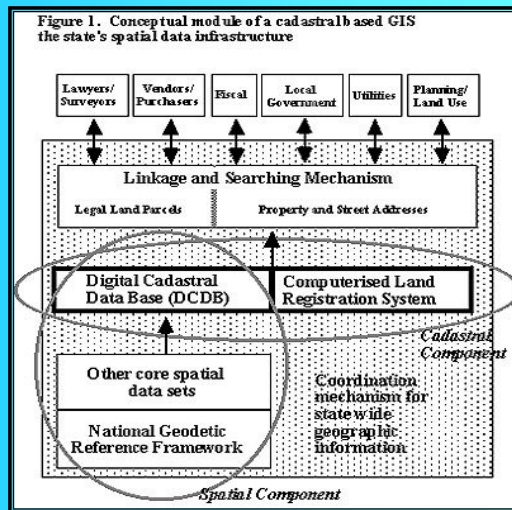 Figure 1. Conceptual module of a cadastral based GIS
the state's spatial data infrastructure
Lawyers/
Surveyors
Vendors/
Purchasers
Fiscal
Local
Government
Utilities
Planning/
Land Use
Linkage and Searching Mechanism
Legal Land Parcels
Property and Street Addresses
Digital Cadastral
Data Base (DCDB)
Computerised Land
Registration System
Cadastral
Component
Other core spatial
data sets
National Geodetic
Reference Framework
Coordination
mechanism for
state wide
geographic
information
Spatial Component